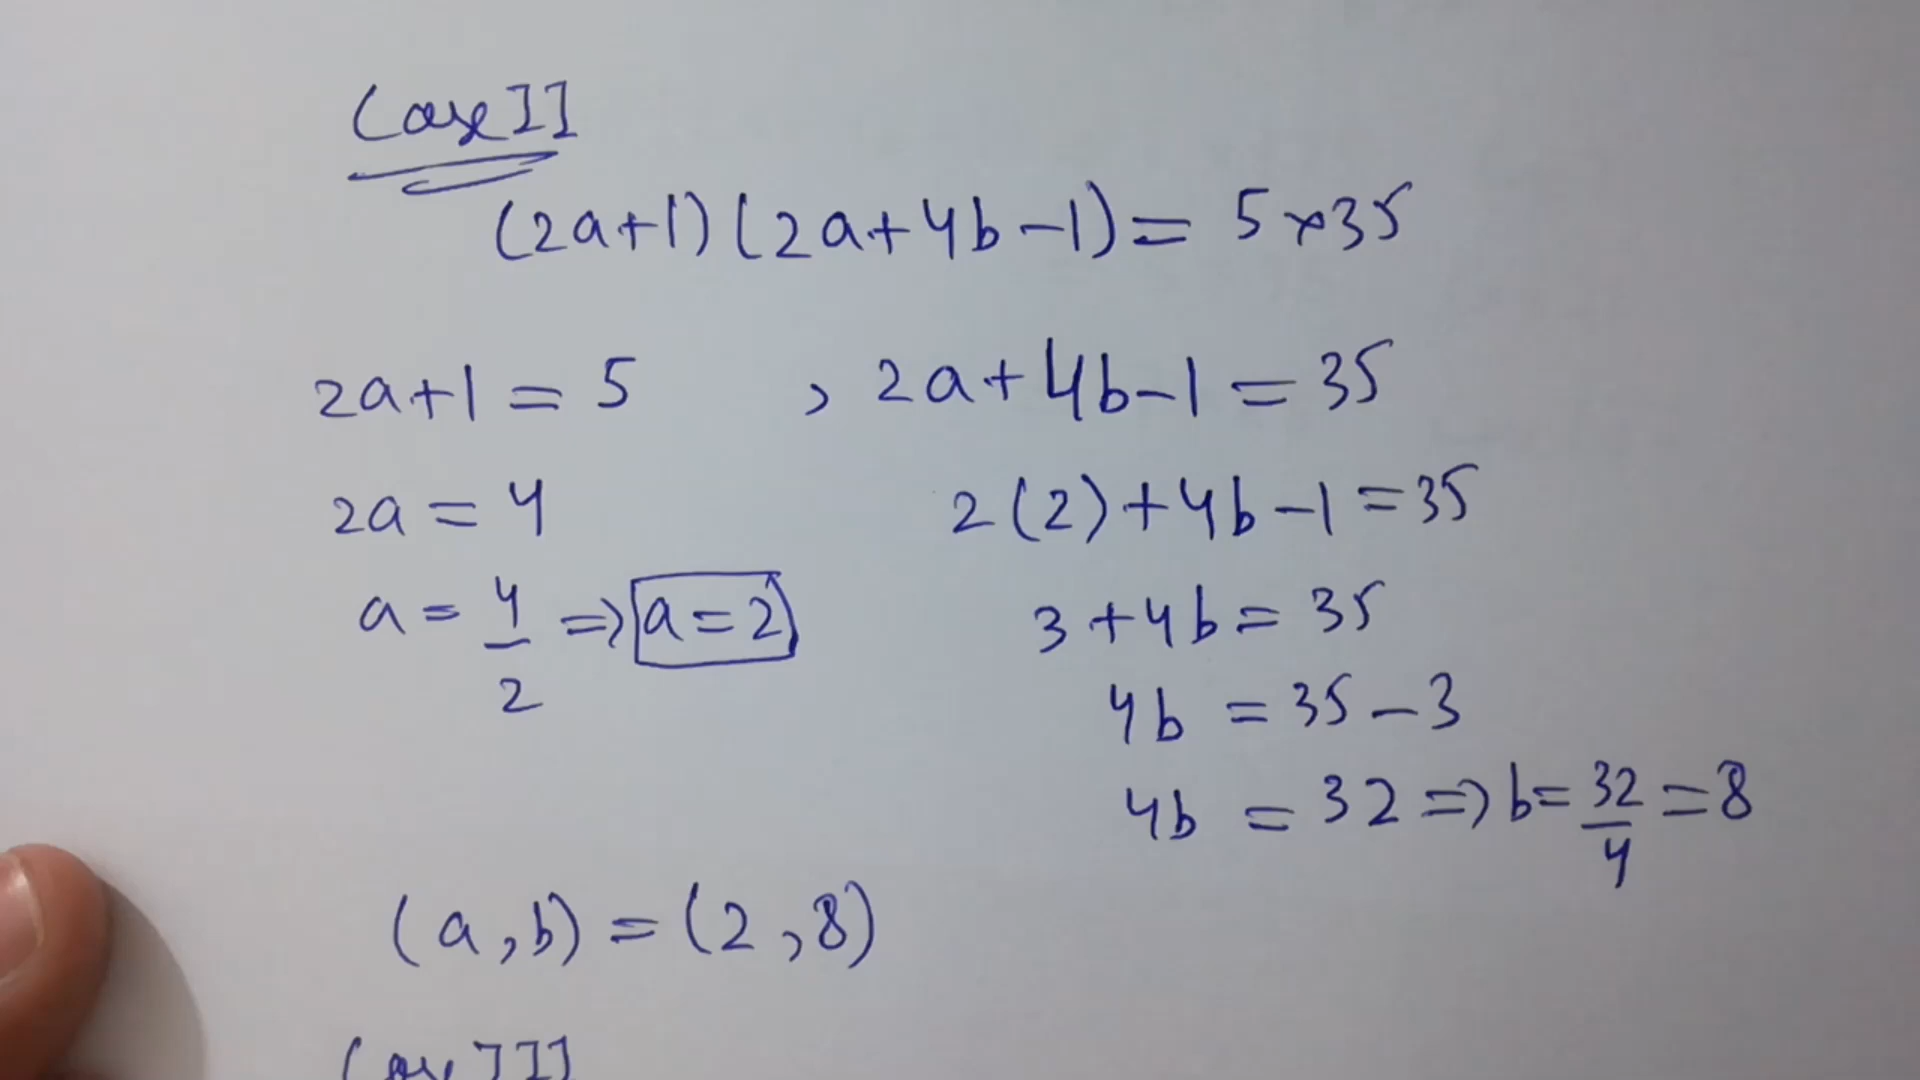 Case II
(2a+1)(2a+4b-1)= 5×35
2a+1 = 5 , 2a+4b-1 = 35
2a = 4 2(2)+4b-1=35
a = 4/2 => a=2 3+4b= 35
4b = 35-3
4b = 32 => b= 32/4 =8
(a,b) = (2,8)
Case III